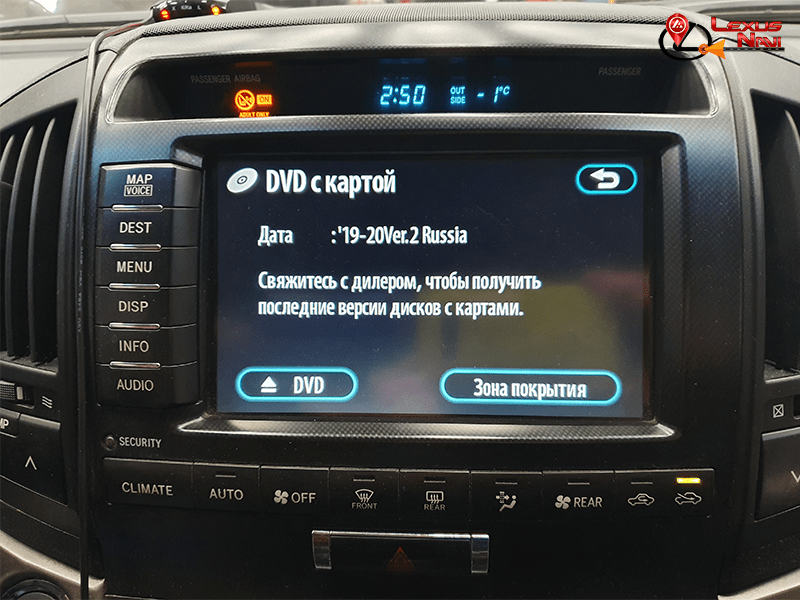 Lexus
Navi
PASSENGER AIRBAG
PASSENGER
ON
ADULT ONLY
2:50
OUT
SIDE
-1°C
MAP
VOICE
DVD с картой
DEST
Дата :'19-20Ver.2 Russia
MENU
Свяжитесь с дилером, чтобы получить
последние версии дисков с картами.
DISP
INFO
AUDIO
DVD
Зона покрытия
SECURITY
CLIMATE
AUTO
OFF
FRONT
REAR
REAR